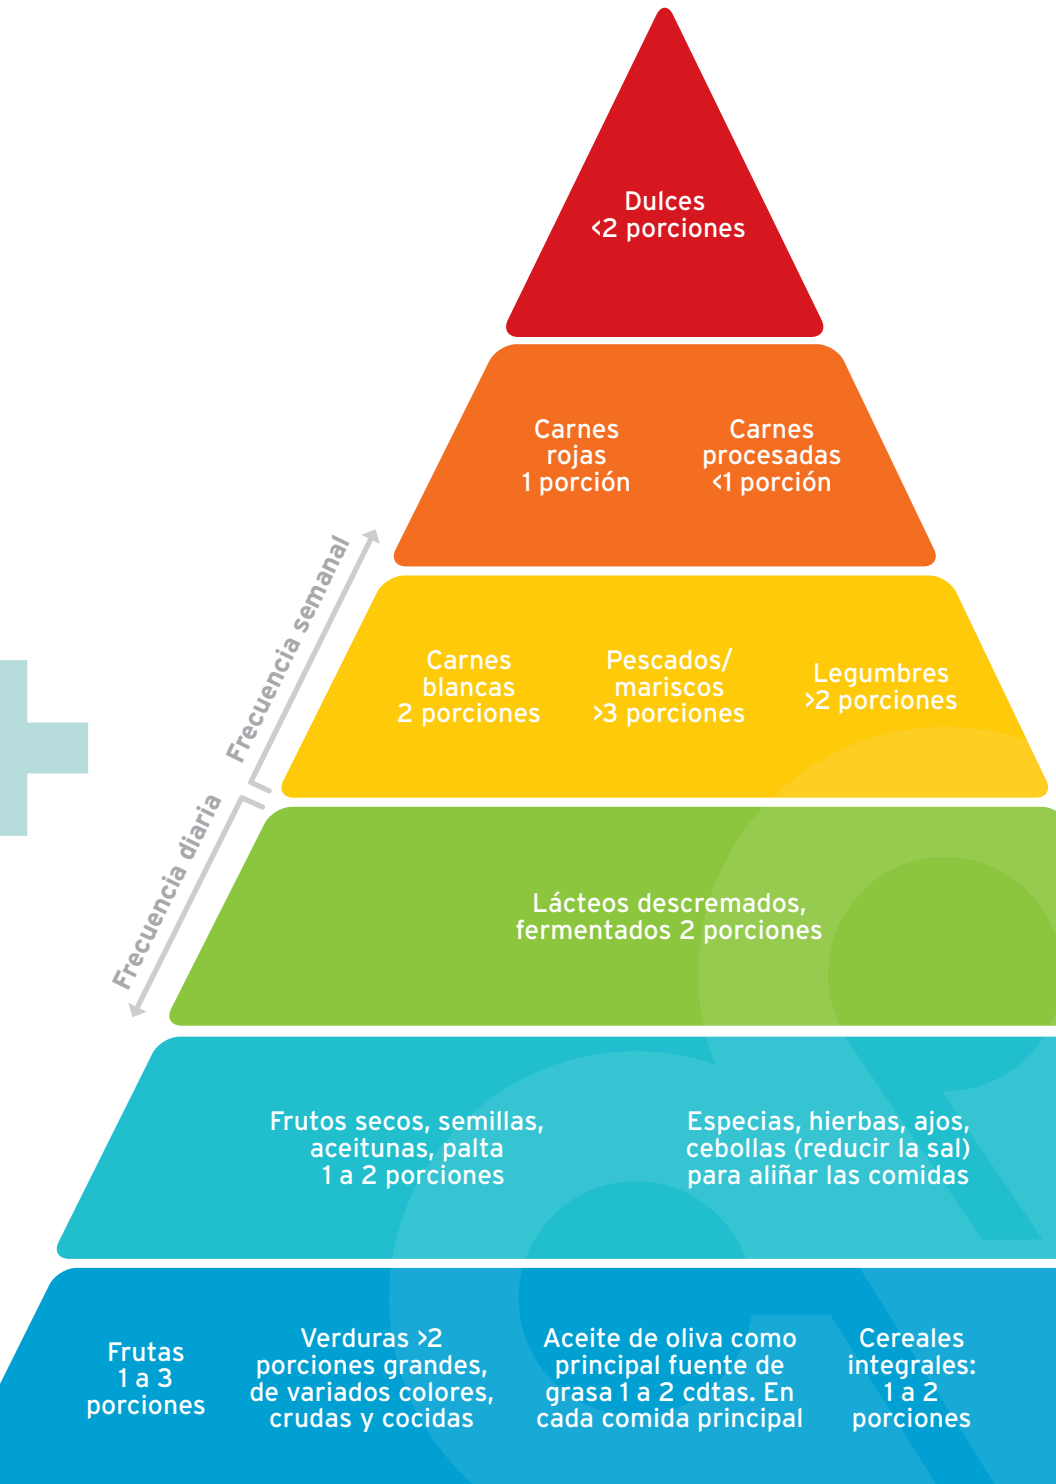 Dulces
<2 porciones
Carnes
rojas
1 porción
Carnes
procesadas
<1 porción
Frecuencia semanal
Carnes
blancas
2 porciones
Pescados/
mariscos
>3 porciones
Legumbres
>2 porciones
Frecuencia diaria
Lácteos descremados,
fermentados 2 porciones
Frutos secos, semillas,
aceitunas, palta
1 a 2 porciones
Especias, hierbas, ajos,
cebollas (reducir la sal)
para aliñar las comidas
Frutas
1 a 3
porciones
Verduras >2
porciones grandes,
de variados colores,
crudas y cocidas
Aceite de oliva como
principal fuente de
grasa 1 a 2 cdtas. En
cada comida principal
Cereales
integrales:
1 a 2
porciones